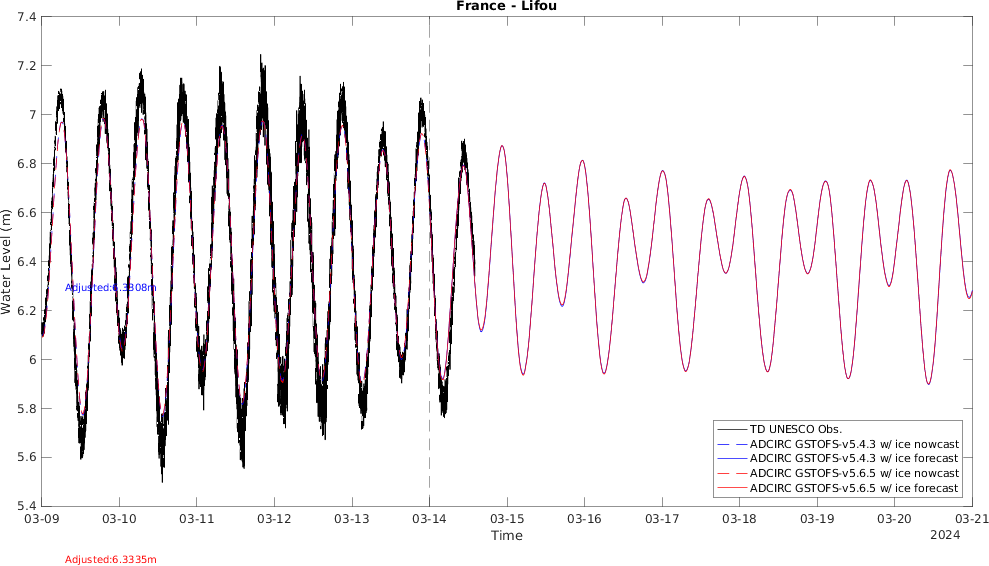 France - Lifou
7.4
7.2
7
6.8
6.6
6.4
6.2
6
5.8
5.6
5.4
Water Level (m)
Adjusted:6.3308m
TD UNESCO Obs.
ADCIRC GSTOFS-v5.4.3 w/ ice nowcast
ADCIRC GSTOFS-v5.4.3 w/ ice forecast
ADCIRC GSTOFS-v5.6.5 w/ ice nowcast
ADCIRC GSTOFS-v5.6.5 w/ ice forecast
03-09 03-10 03-11 03-12 03-13 03-14 03-15 03-16 03-17 03-18 03-19 03-20 03-21
Time
2024
Adjusted:6.3335m